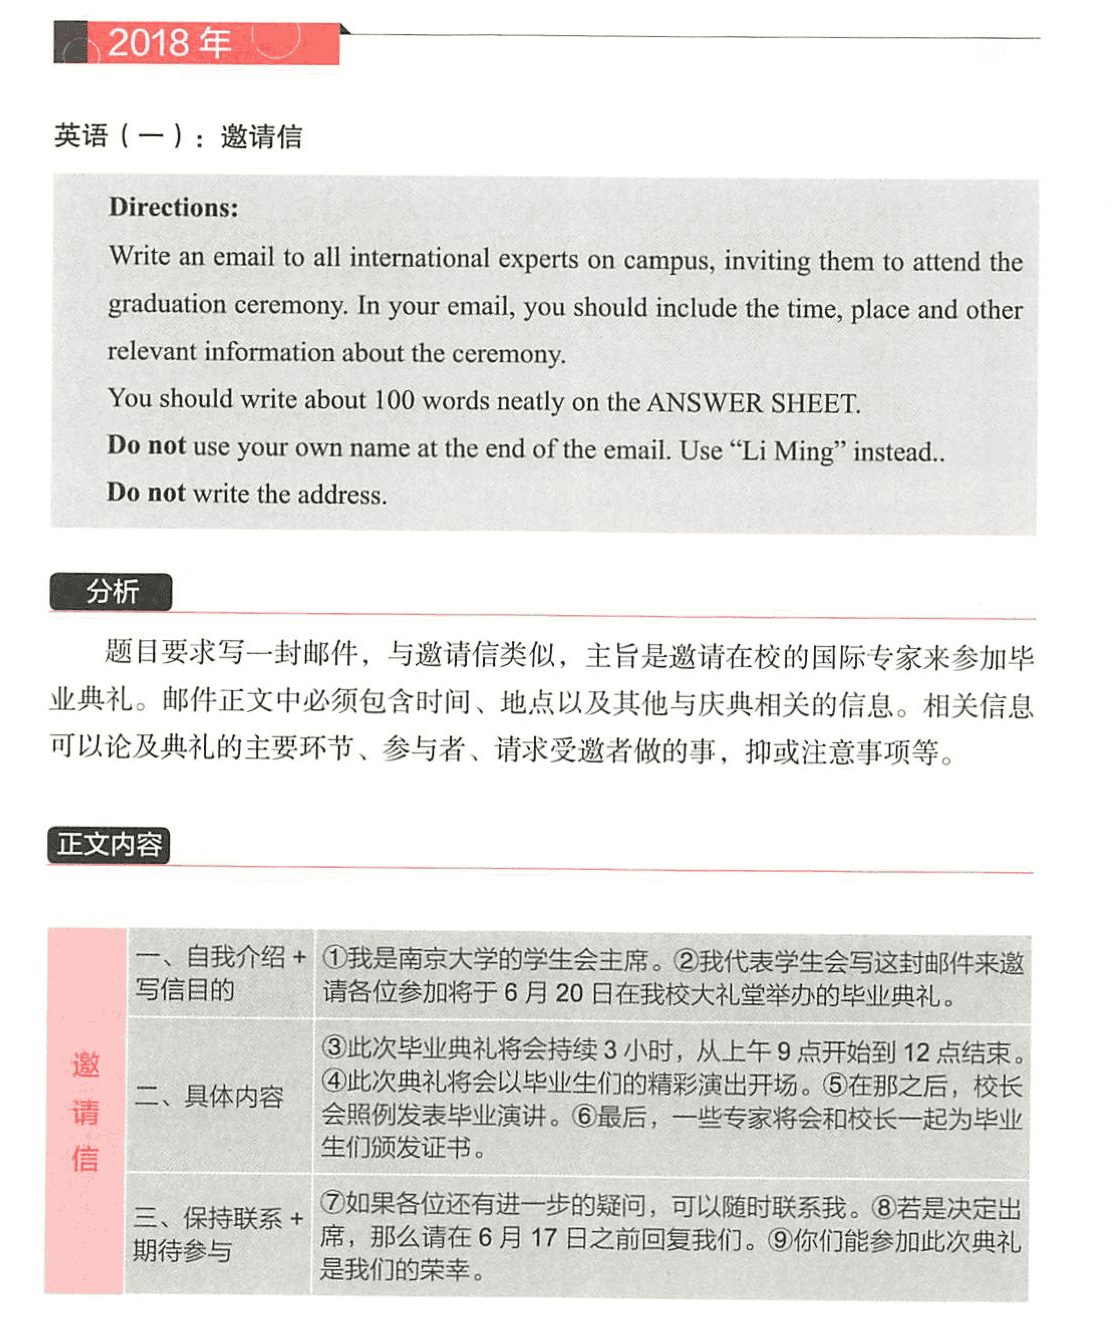 2018 年
英语（一）：邀请信
Directions:
Write an email to all international experts on campus, inviting them to attend the
graduation ceremony. In your email, you should include the time, place and other
relevant information about the ceremony.
You should write about 100 words neatly on the ANSWER SHEET.
Do not use your own name at the end of the email. Use “Li Ming” instead..
Do not write the address.
分析
题目要求写一封邮件，与邀请信类似，主旨是邀请在校的国际专家来参加毕
业典礼。邮件正文中必须包含时间、地点以及其他与庆典相关的信息。相关信息
可以论及典礼的主要环节、参与者、请求受邀者做的事，抑或注意事项等。
正文内容
邀请信
一、自我介绍 +
写信目的
①我是南京大学的学生会主席。②我代表学生会写这封邮件来邀
请各位参加将于 6 月 20 日在我校大礼堂举办的毕业典礼。
二、具体内容
③此次毕业典礼将会持续 3 小时，从上午 9 点开始到 12 点结束。
④此次典礼将会以毕业生们的精彩演出开场。⑤在那之后，校长
会照例发表毕业演讲。⑥最后，一些专家将会和校长一起为毕业
生们颁发证书。
三、保持联系 +
期待参与
⑦如果各位还有进一步的疑问，可以随时联系我。⑧若是决定出
席，那么请在 6 月 17 日之前回复我们。⑨你们能参加此次典礼
是我们的荣幸。